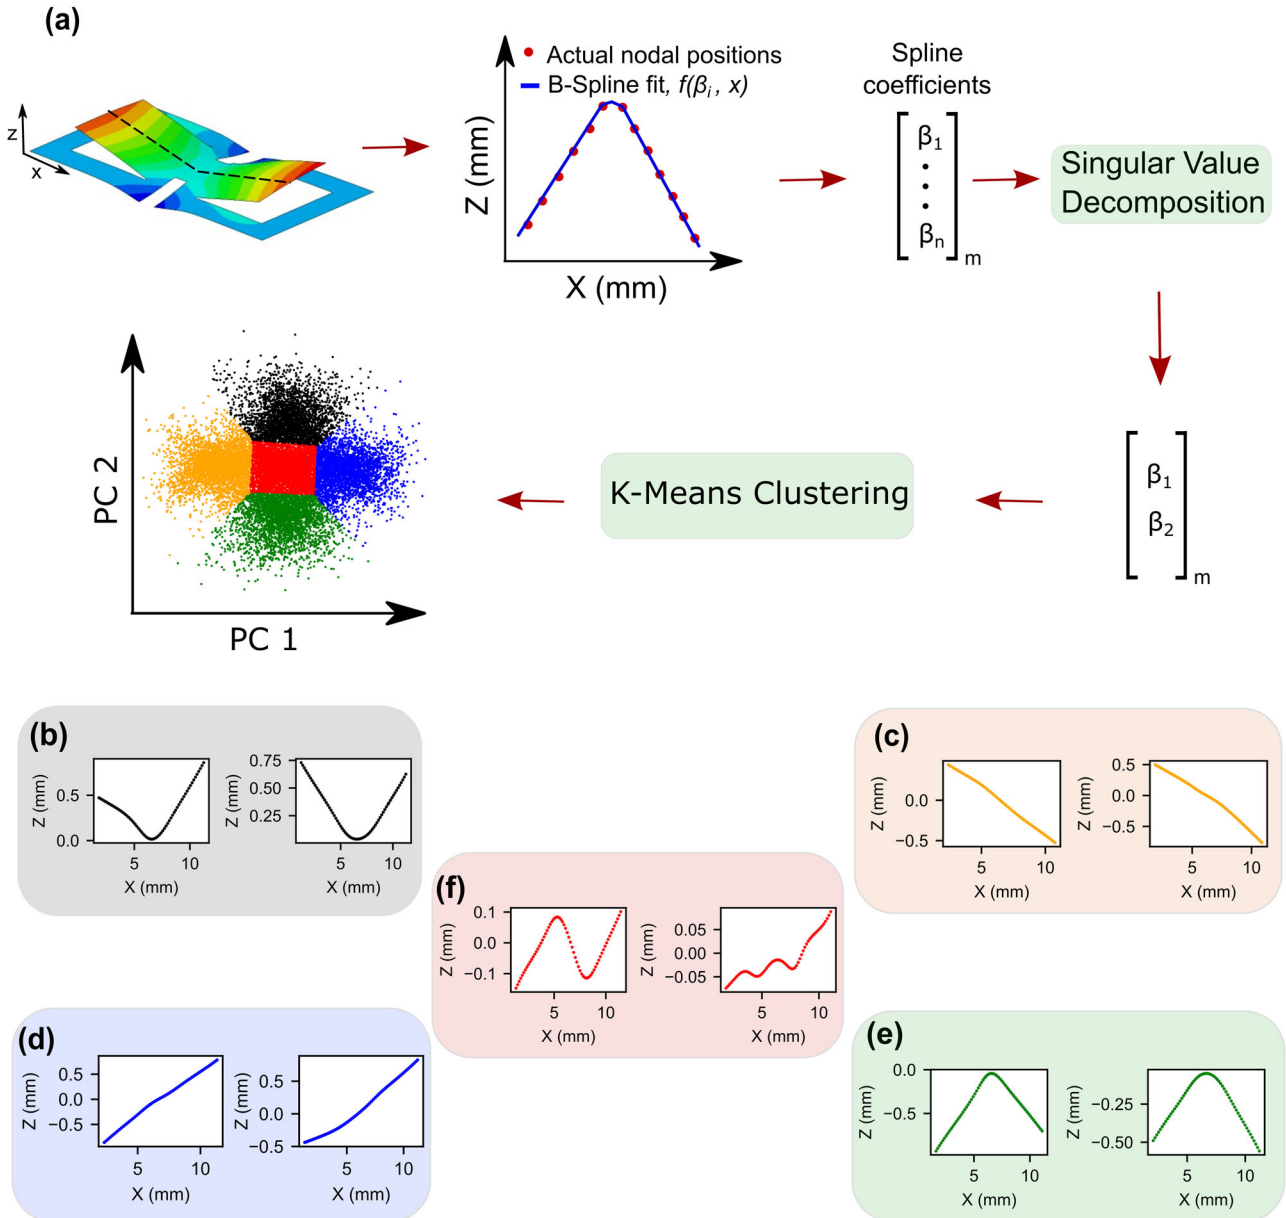 (a)
z
x
Actual nodal positions
B-Spline fit, f(βi , x)
Z (mm)
X (mm)
Spline
coefficients
β1
βn
m
Singular Value
Decomposition
β1
β2
m
K-Means Clustering
PC 2
PC 1
(b)
Z (mm)
0.5
0.0
5
10
X (mm)
Z (mm)
0.75
0.50
0.25
5
10
X (mm)
(c)
Z (mm)
0.0
−0.5
5
10
X (mm)
Z (mm)
0.5
0.0
−0.5
5
10
X (mm)
(f)
Z (mm)
0.1
0.0
−0.1
5
10
X (mm)
Z (mm)
0.05
0.00
−0.05
5
10
X (mm)
(d)
Z (mm)
0.5
0.0
−0.5
5
10
X (mm)
Z (mm)
0.5
0.0
−0.5
5
10
X (mm)
(e)
Z (mm)
0.0
−0.5
5
10
X (mm)
Z (mm)
−0.25
−0.50
5
10
X (mm)